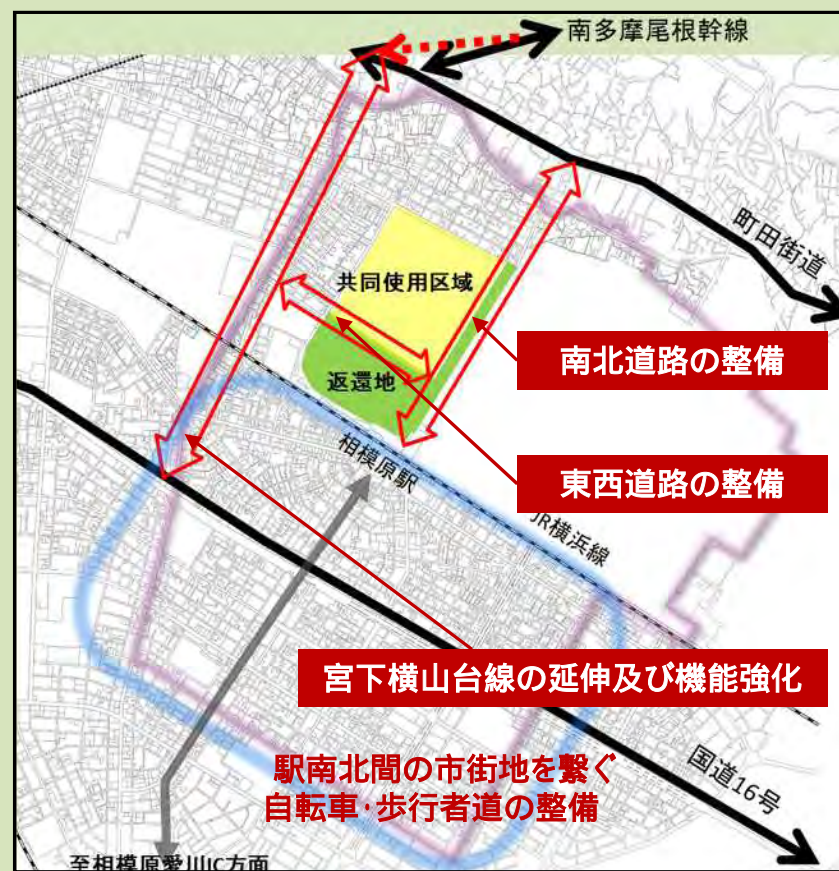 南多摩尾根幹線
町田街道
共同使用区域
南北道路の整備
返還地
相模原駅
東西道路の整備
JR横浜線
宮下横山台線の延伸及び機能強化
駅南北間の市街地を繋ぐ
自転車・歩行者道の整備
国道16号
至相模原愛川IC方面